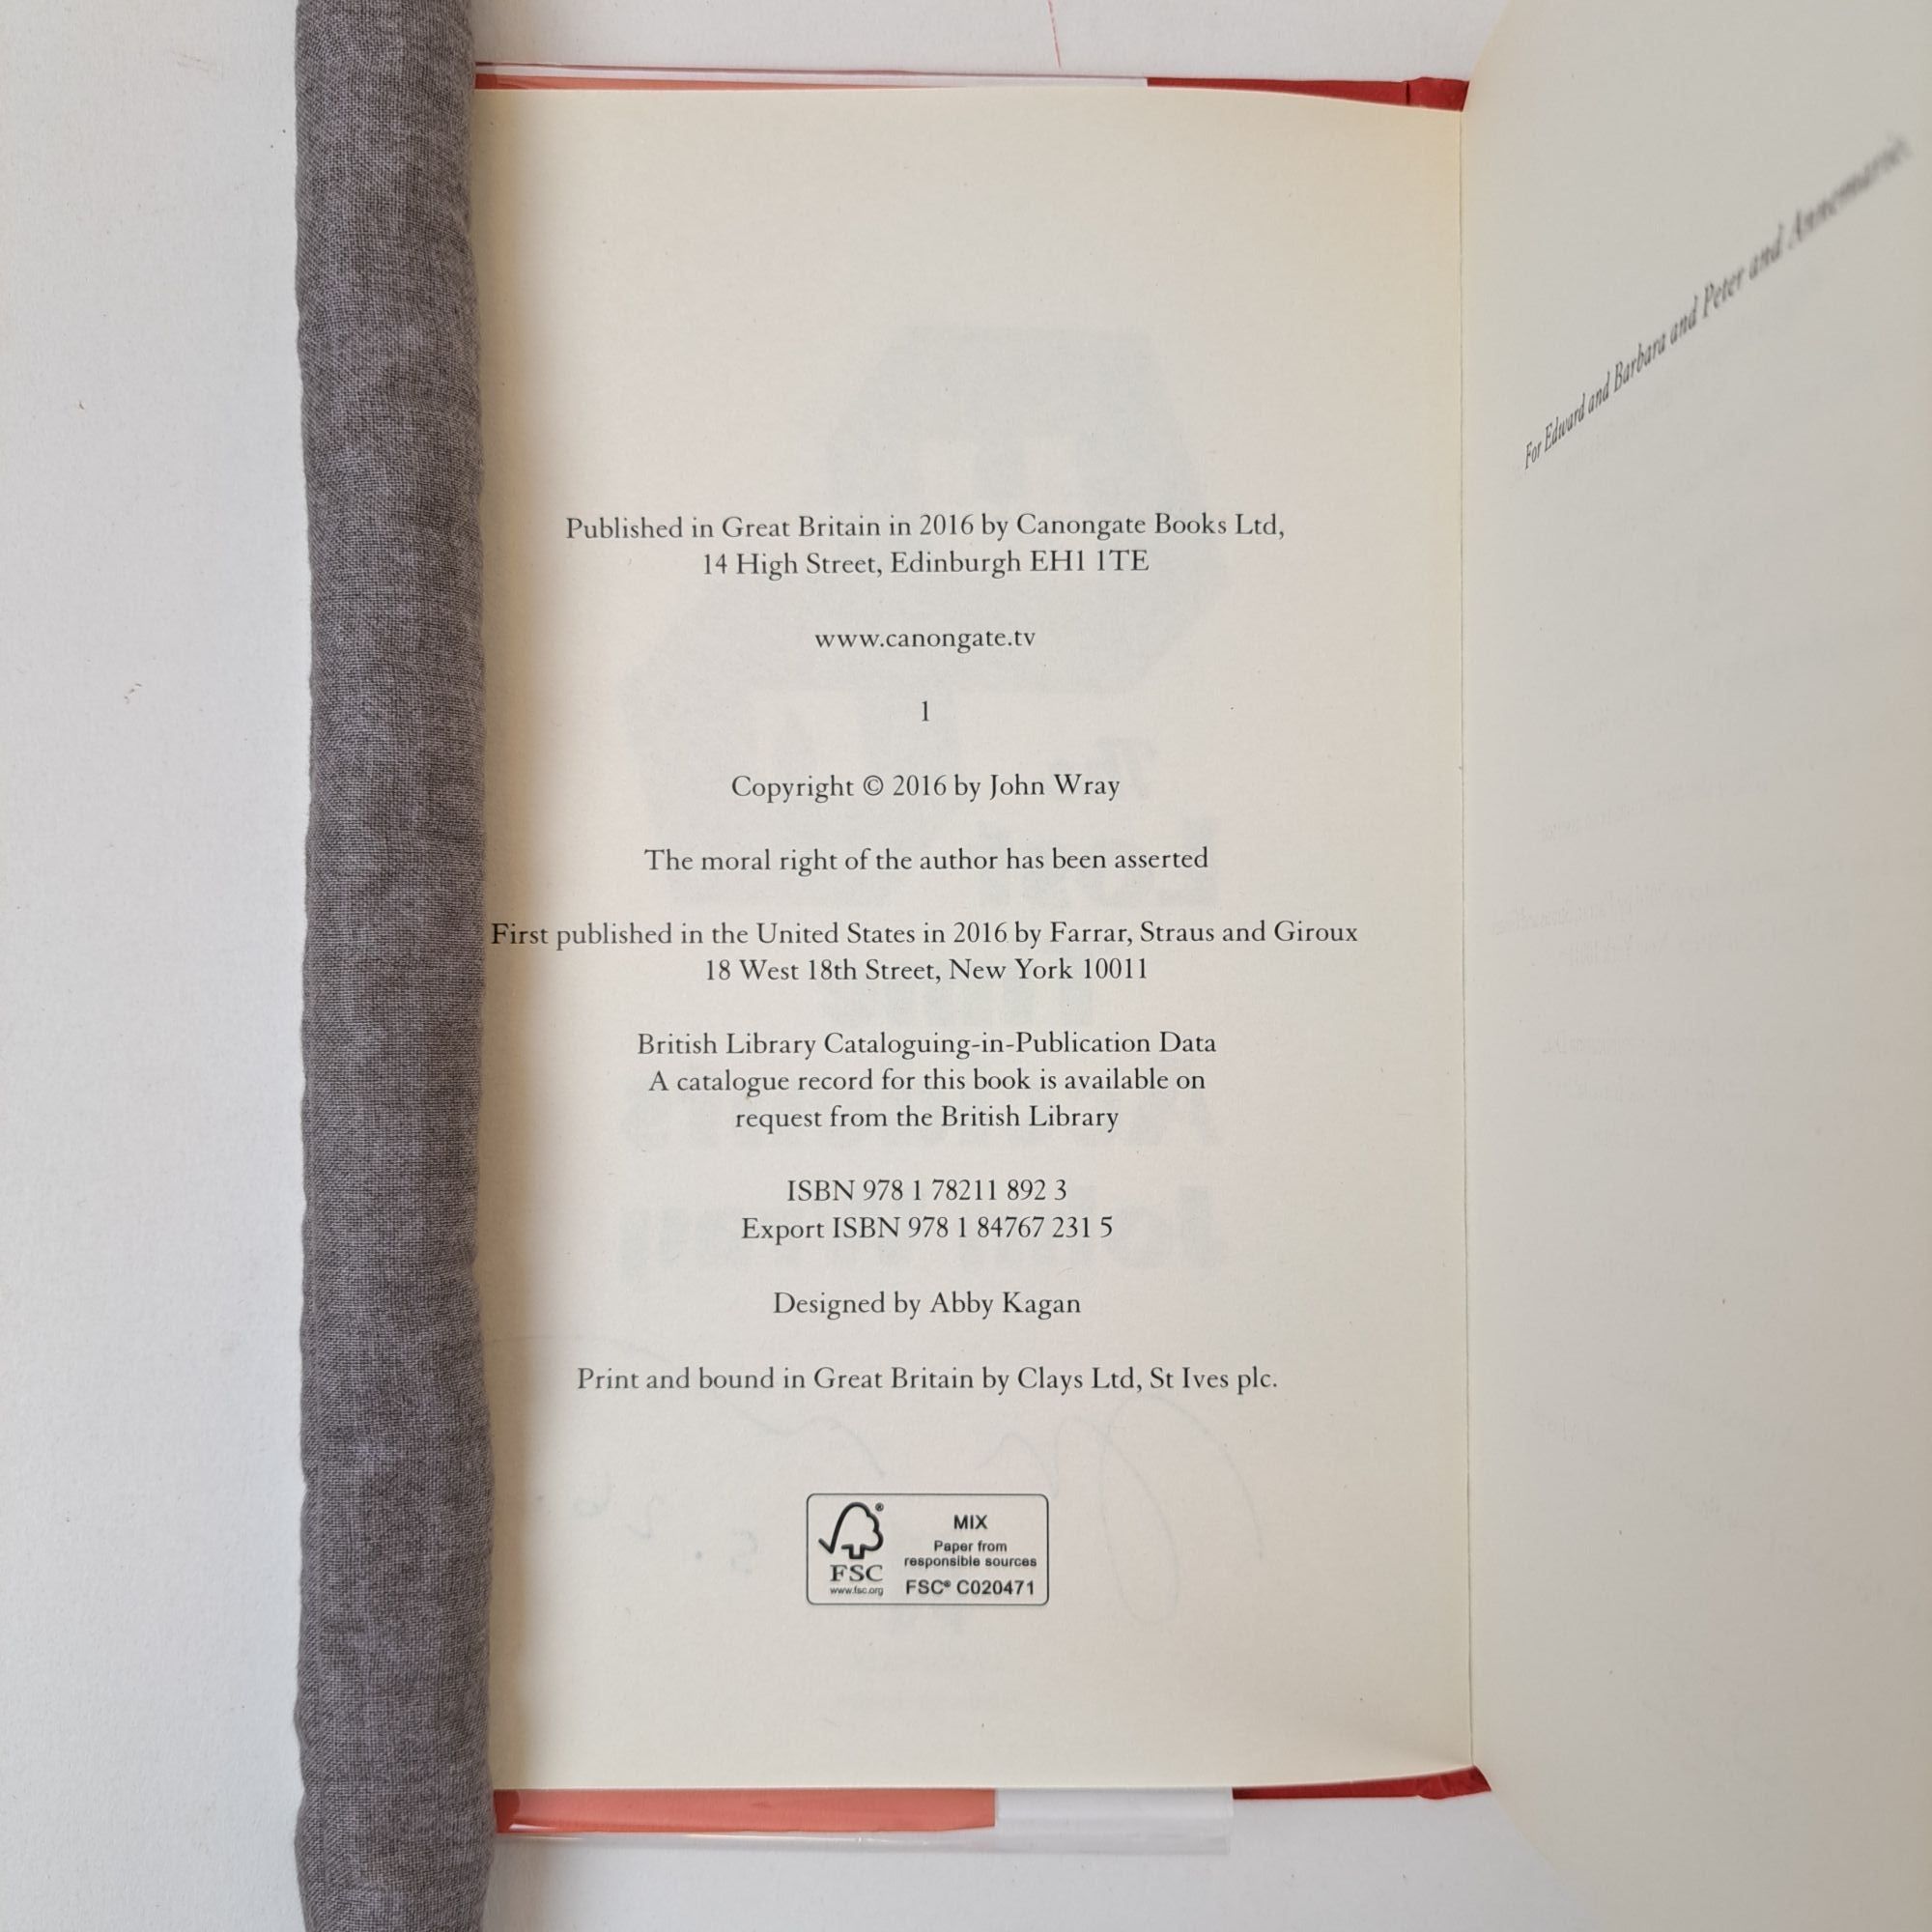 Published in Great Britain in 2016 by Canongate Books Ltd,
14 High Street, Edinburgh EH1 1TE
www.canongate.tv
1
Copyright © 2016 by John Wray
The moral right of the author has been asserted
First published in the United States in 2016 by Farrar, Straus and Giroux
18 West 18th Street, New York 10011
British Library Cataloguing-in-Publication Data
A catalogue record for this book is available on
request from the British Library
ISBN 978 1 78211 892 3
Export ISBN 978 1 84767 231 5
Designed by Abby Kagan
Print and bound in Great Britain by Clays Ltd, St Ives plc.
FSC
www.fsc.org
MIX
Paper from
responsible sources
FSC® C020471
For Edward and Barbara and Peter and Annemarie